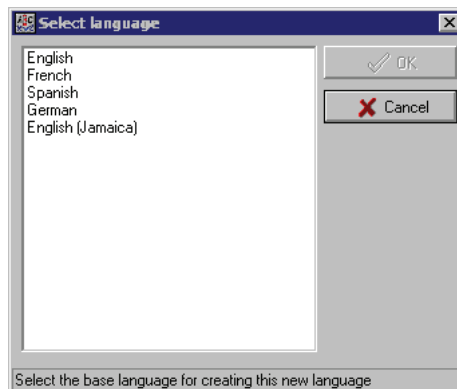 Select language
English
French
Spanish
German
English (Jamaica)
OK
Cancel
Select the base language for creating this new language